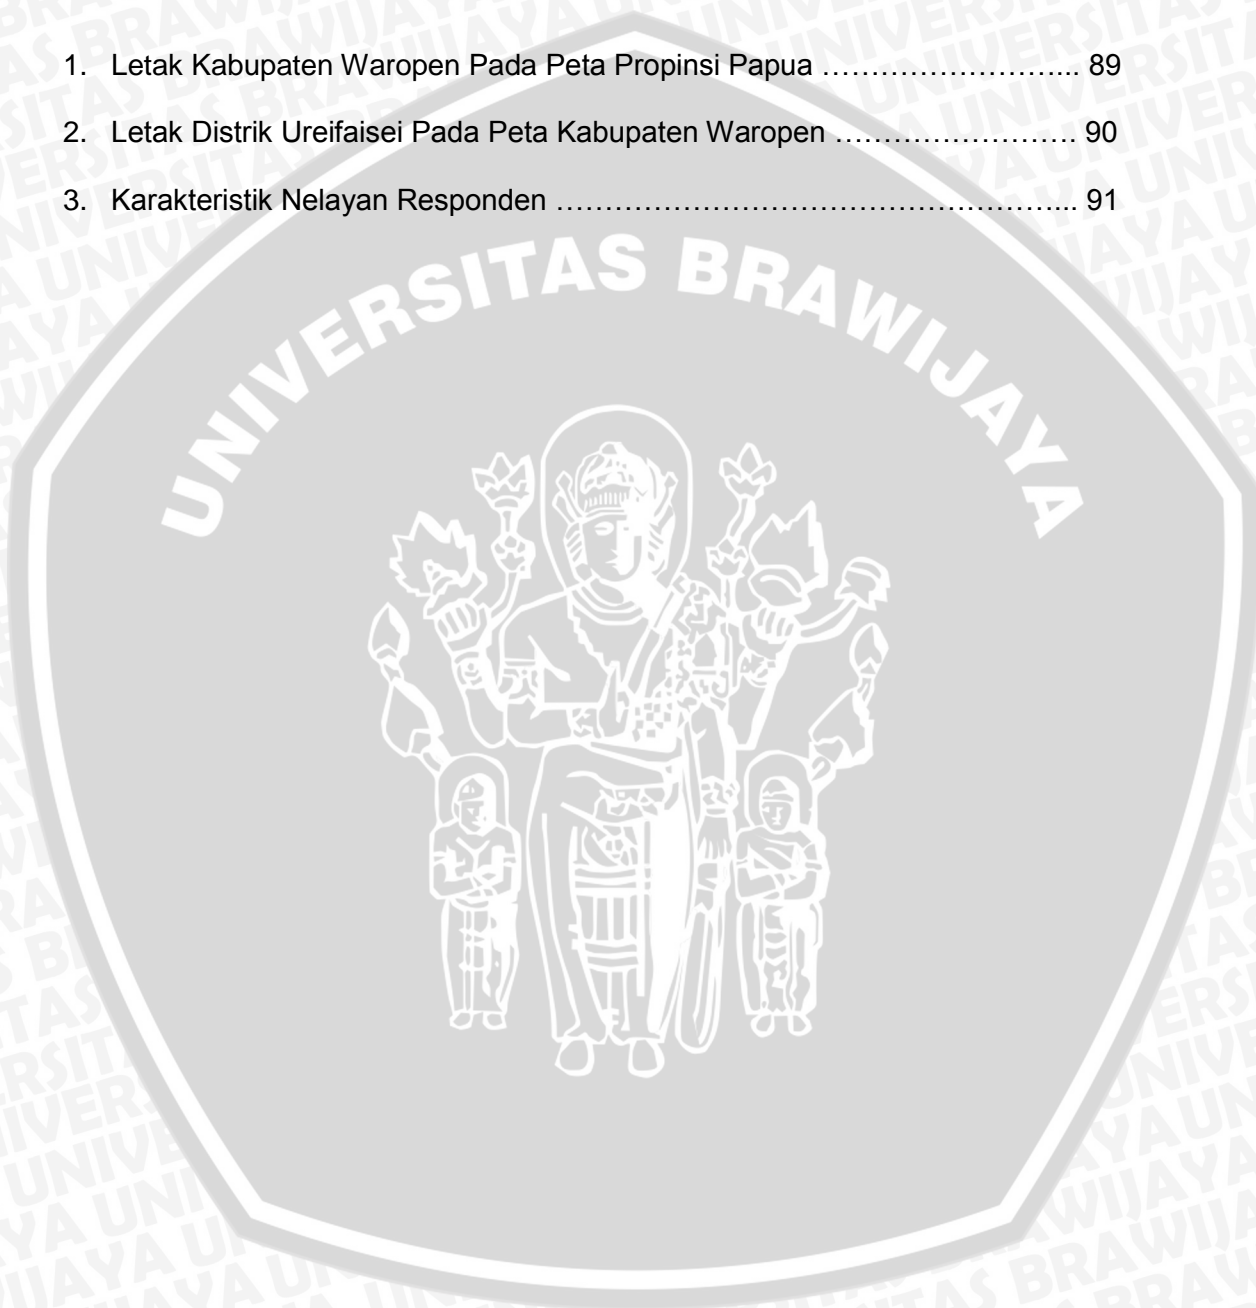 1. Letak Kabupaten Waropen Pada Peta Propinsi Papua ……………………... 89
2. Letak Distrik Ureifaisei Pada Peta Kabupaten Waropen ……………………. 90
3. Karakteristik Nelayan Responden ……………………………………………... 91
UNIVERSITAS BRAWIJAYA